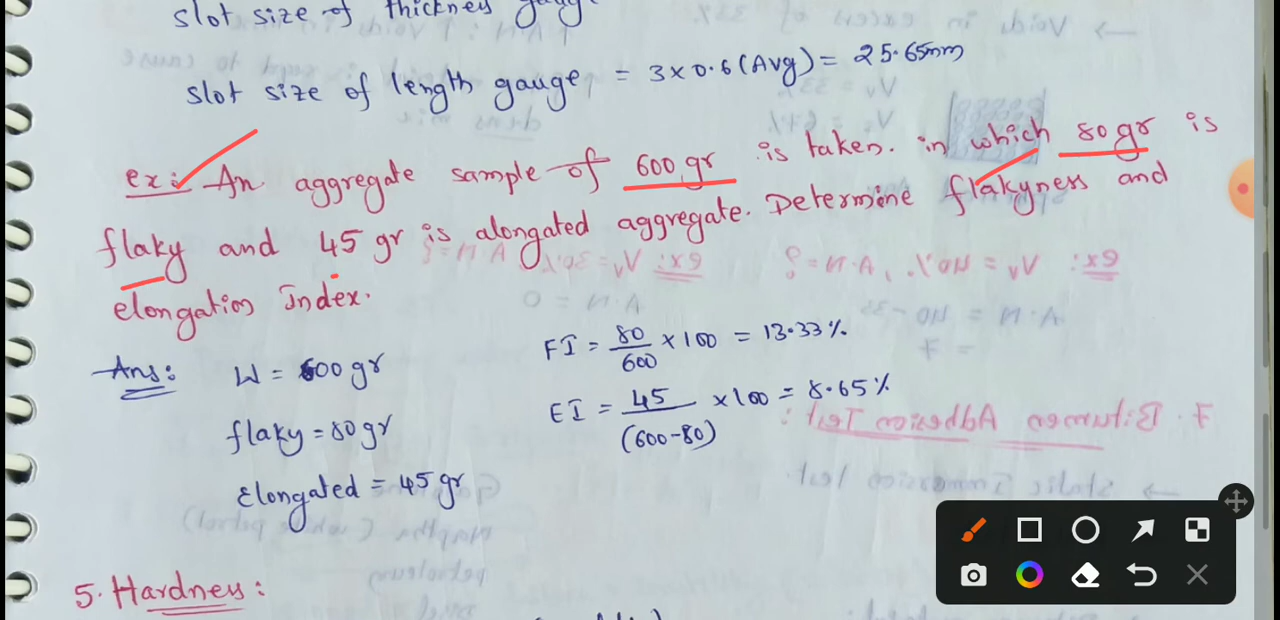 slot size of thickness gauge
slot size of length gauge = 3 x 0.6 (Avg) = 25.65mm
ex:- An aggregate sample of 600 gr is taken. in which 80 gr is
flaky and 45 gr is alongated aggregate. Determine flakyness and
elongation Index.
Ans: W = 600 gr
flaky = 80 gr
Elongated = 45 gr
FI = 80/600 x 100 = 13.33%
EI = 45/(600-80) x 100 = 8.65%
5. Hardness: